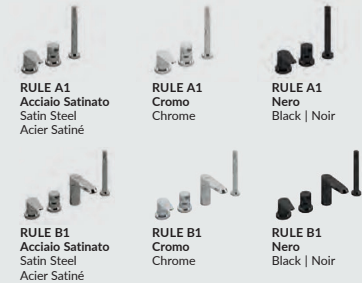 RULE A1
Acciaio Satinato
Satin Steel
Acier Satiné
RULE A1
Cromo
Chrome
RULE A1
Nero
Black | Noir
RULE B1
Acciaio Satinato
Satin Steel
Acier Satiné
RULE B1
Cromo
Chrome
RULE B1
Nero
Black | Noir